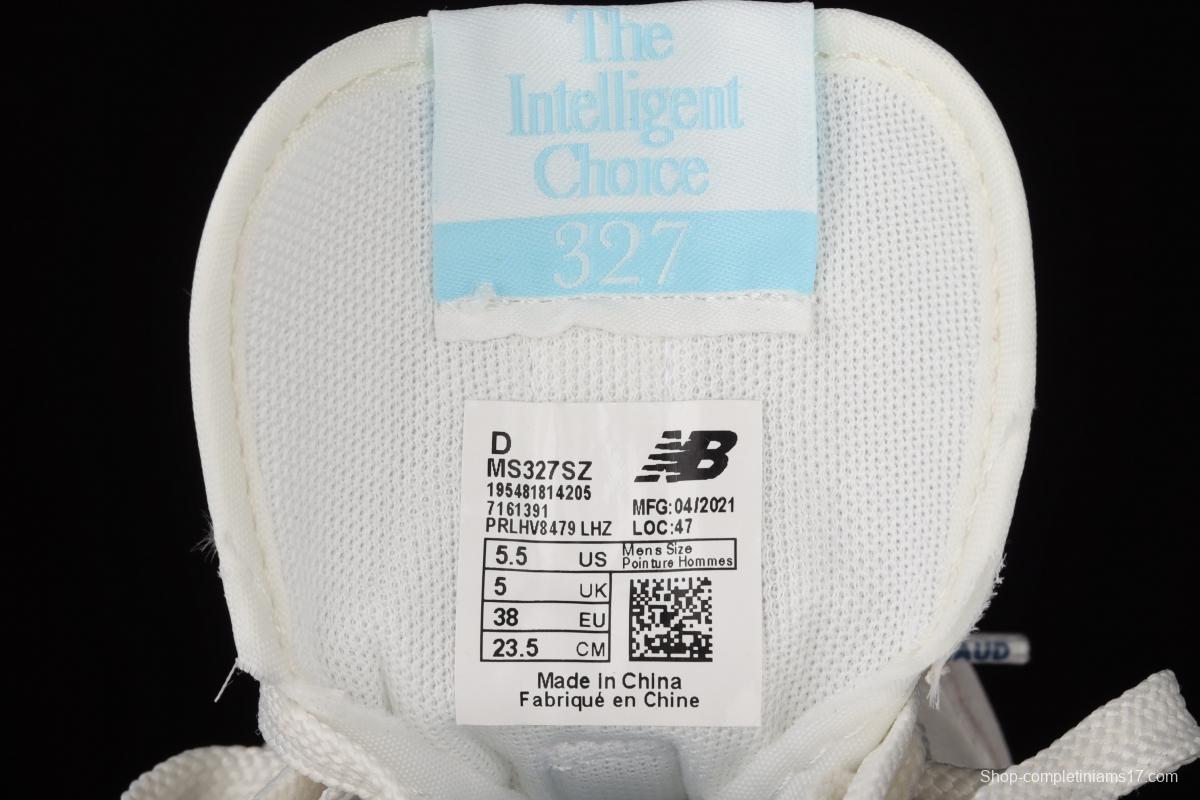 The
Intelligent
Choice
327
D
NB
MS327SZ
195481814205
7161391
MFG:04/2021
PRLHV8479 LHZ
LOC:47
5.5 US
Mens Size
Pointure Hommes
5 UK
38 EU
23.5 CM
Made in China
Fabriqué en Chine
AUD
Shop-completiniams17.com